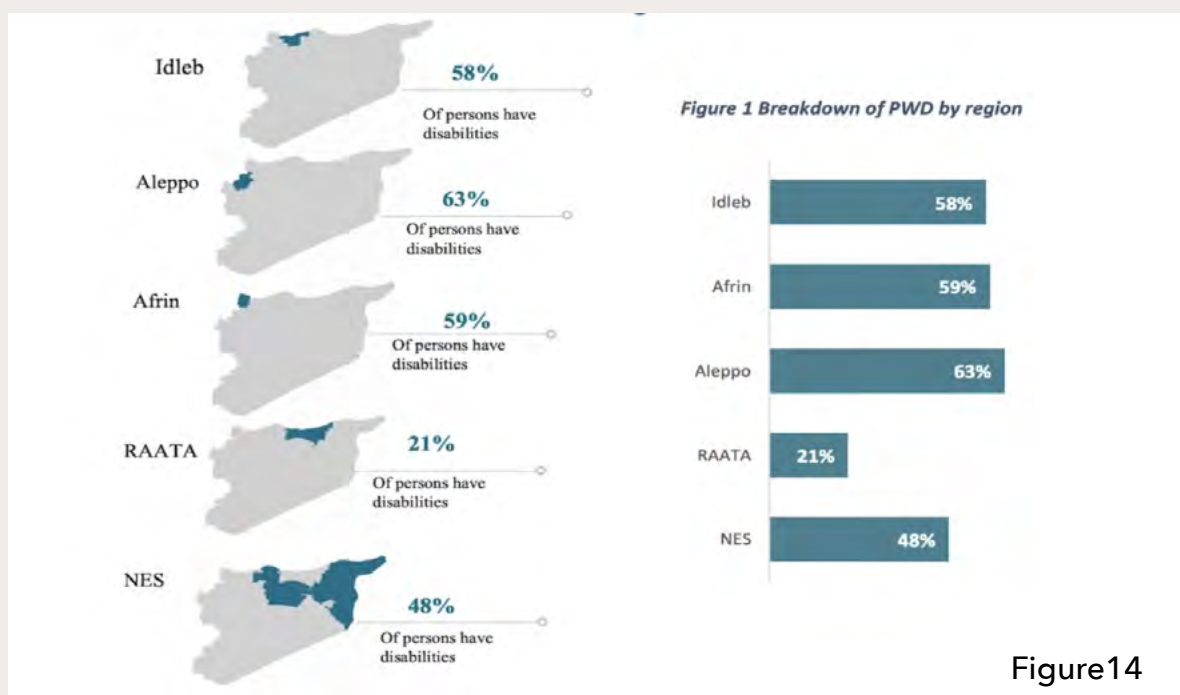 Idleb
58%
Of persons have
disabilities
Aleppo
63%
Of persons have
disabilities
Afrin
59%
Of persons have
disabilities
RAATA
21%
Of persons have
disabilities
NES
48%
Of persons have
disabilities
Figure 1 Breakdown of PWD by region
Idleb 58%
Afrin 59%
Aleppo 63%
RAATA 21%
NES 48%
Figure14